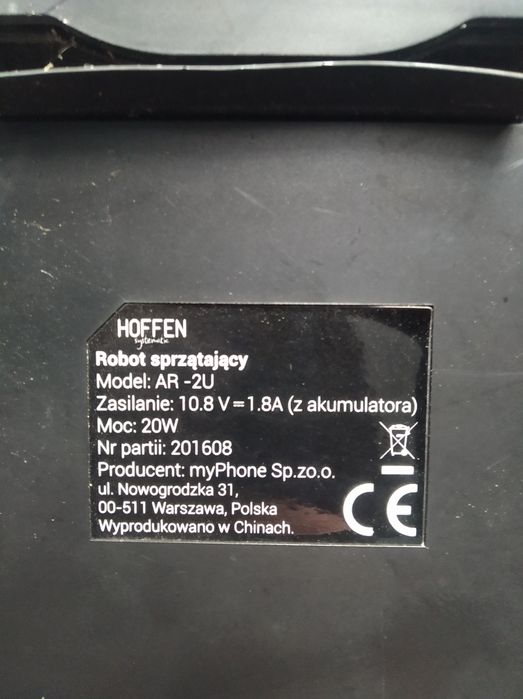 HOFFEN
systematic
Robot sprzątający
Model: AR -2U
Zasilanie: 10.8 V⎓1.8A (z akumulatora)
Moc: 20W
Nr partii: 201608
Producent: myPhone Sp.zo.o.
ul. Nowogrodzka 31,
00-511 Warszawa, Polska
Wyprodukowano w Chinach.
CE